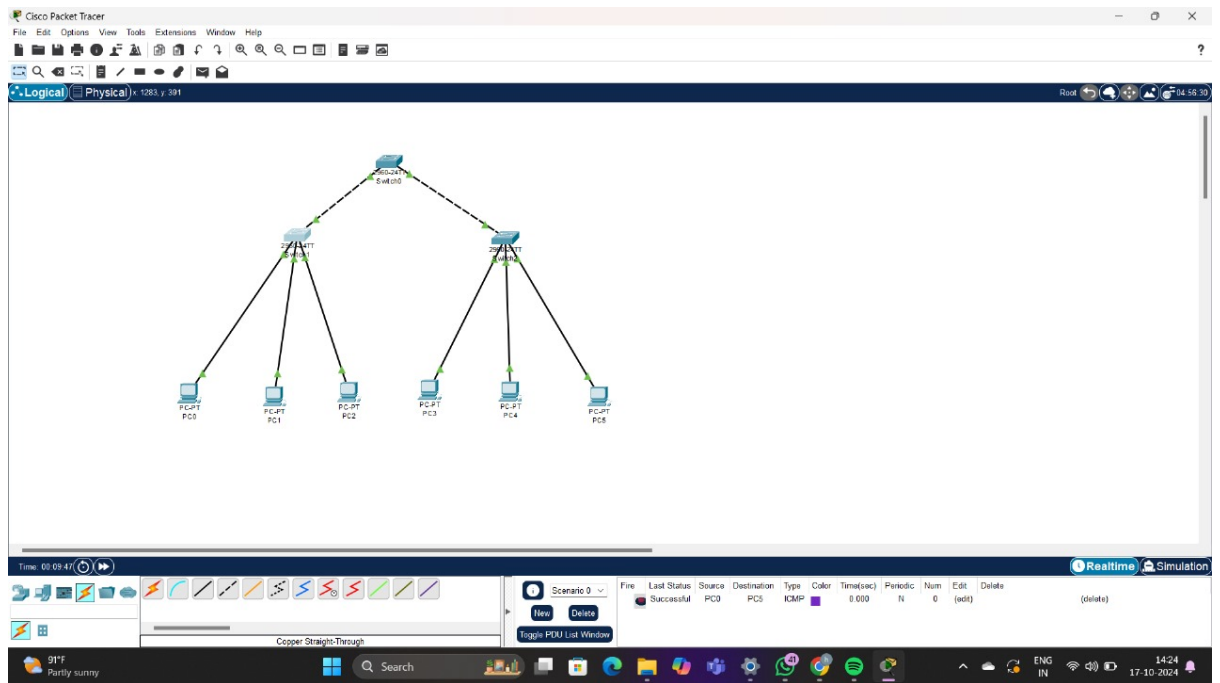 Cisco Packet Tracer
File Edit Options View Tools Extensions Window Help
?
Logical Physical x: 1283, y: 391 Root 04:56:30
2960-24TT
Switch0
2960-24TT
Switch1
2960-24TT
Switch2
PC-PT
PC0
PC-PT
PC1
PC-PT
PC2
PC-PT
PC3
PC-PT
PC4
PC-PT
PC5
Time: 00:09:47 Realtime Simulation
Scenario 0
New Delete
Toggle PDU List Window
Fire Last Status Source Destination Type Color Time(sec) Periodic Num Edit Delete
Successful PC0 PC5 ICMP 0.000 N 0 (edit) (delete)
Copper Straight-Through
91°F
Partly sunny
Search
41
ENG
IN
14:24
17-10-2024